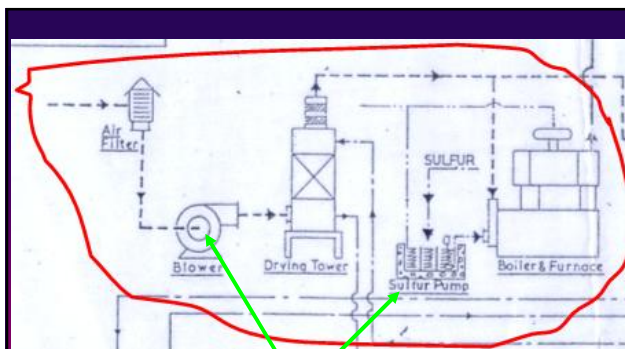 Air
Filter
SULFUR
Blower
Drying Tower
Sulfur Pump
Boiler & Furnace